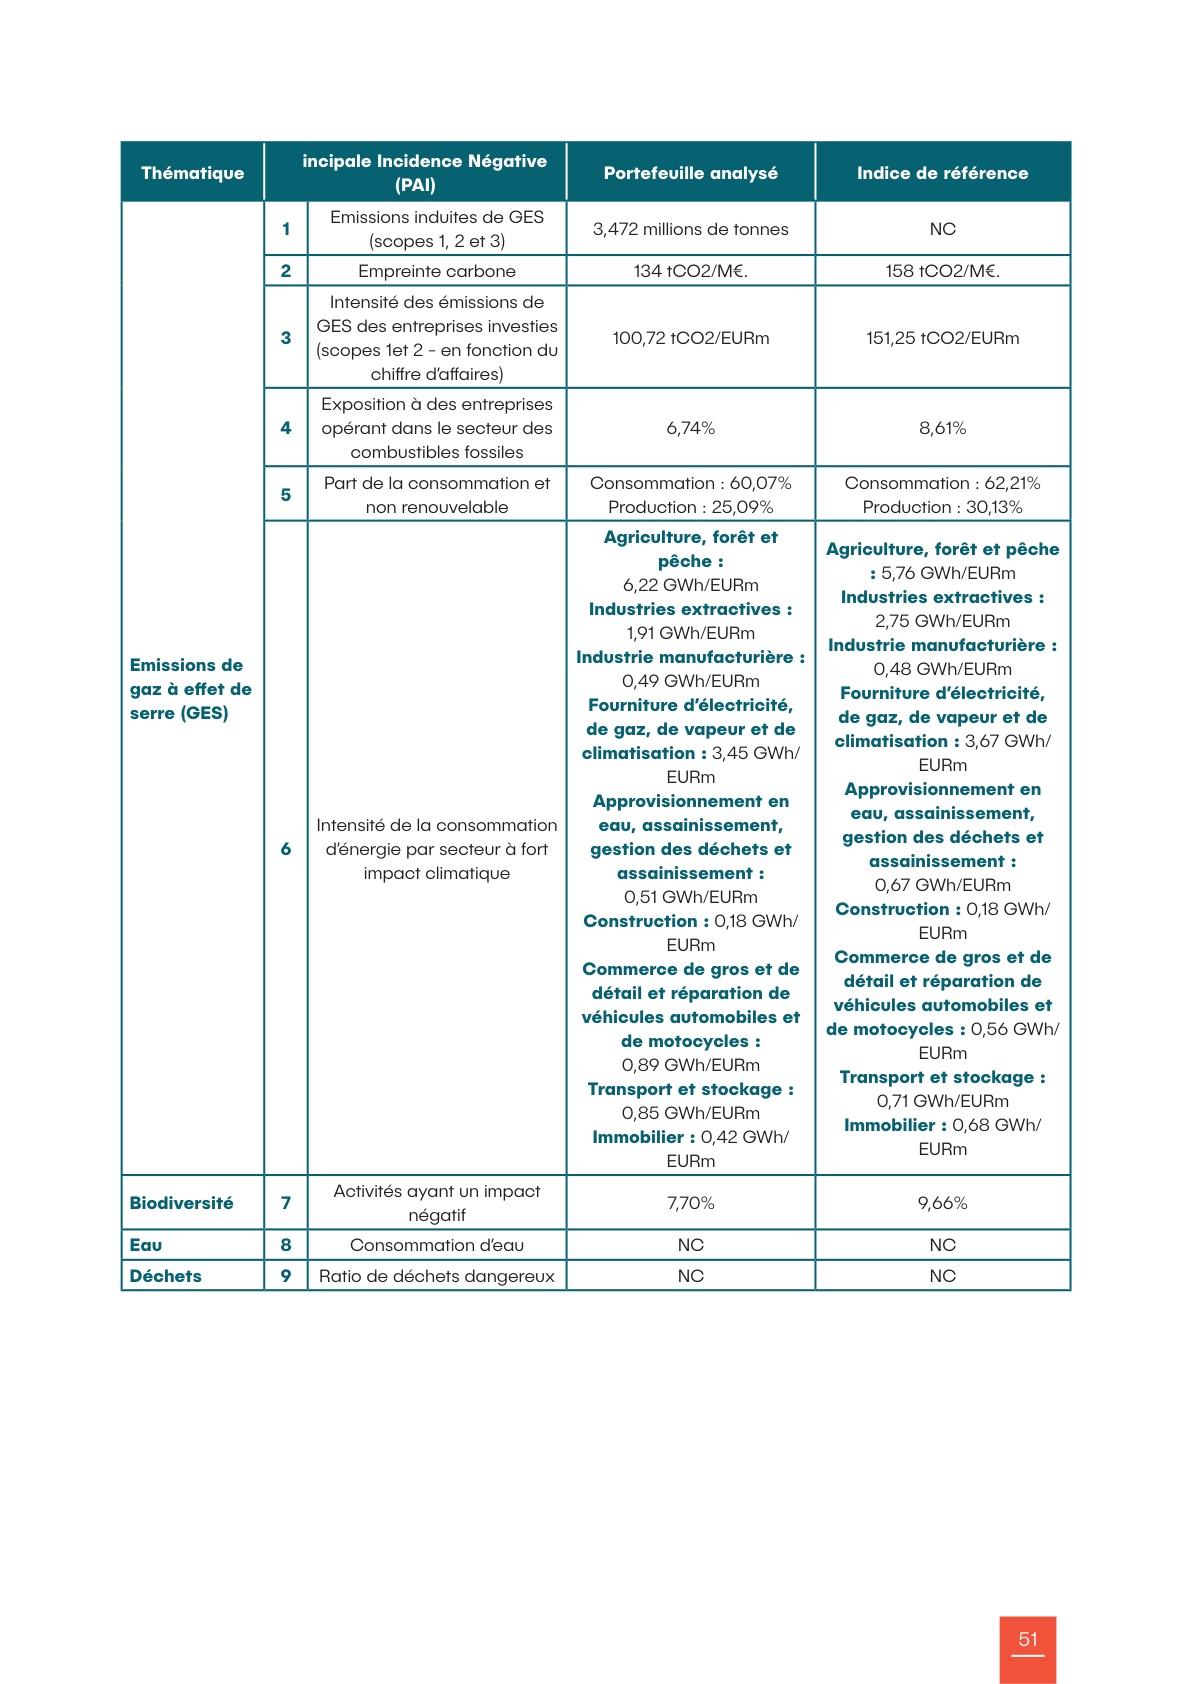 Thématique
incipale Incidence Négative
(PAI)
Portefeuille analysé
Indice de référence
Emissions de
gaz à effet de
serre (GES)
1
Emissions induites de GES
(scopes 1, 2 et 3)
3,472 millions de tonnes
NC
2
Empreinte carbone
134 tCO2/M€.
158 tCO2/M€.
3
Intensité des émissions de
GES des entreprises investies
(scopes 1et 2 - en fonction du
chiffre d'affaires)
100,72 tCO2/EURm
151,25 tCO2/EURm
4
Exposition à des entreprises
opérant dans le secteur des
combustibles fossiles
6,74%
8,61%
5
Part de la consommation et
non renouvelable
Consommation : 60,07%
Production : 25,09%
Consommation : 62,21%
Production : 30,13%
6
Intensité de la consommation
d'énergie par secteur à fort
impact climatique
Agriculture, forêt et
pêche :
6,22 GWh/EURm
Industries extractives :
1,91 GWh/EURm
Industrie manufacturière :
0,49 GWh/EURm
Fourniture d'électricité,
de gaz, de vapeur et de
climatisation : 3,45 GWh/
EURm
Approvisionnement en
eau, assainissement,
gestion des déchets et
assainissement :
0,51 GWh/EURm
Construction : 0,18 GWh/
EURm
Commerce de gros et de
détail et réparation de
véhicules automobiles et
de motocycles :
0,89 GWh/EURm
Transport et stockage :
0,85 GWh/EURm
Immobilier : 0,42 GWh/
EURm
Agriculture, forêt et pêche
: 5,76 GWh/EURm
Industries extractives :
2,75 GWh/EURm
Industrie manufacturière :
0,48 GWh/EURm
Fourniture d'électricité,
de gaz, de vapeur et de
climatisation : 3,67 GWh/
EURm
Approvisionnement en
eau, assainissement,
gestion des déchets et
assainissement :
0,67 GWh/EURm
Construction : 0,18 GWh/
EURm
Commerce de gros et de
détail et réparation de
véhicules automobiles et
de motocycles : 0,56 GWh/
EURm
Transport et stockage :
0,71 GWh/EURm
Immobilier : 0,68 GWh/
EURm
Biodiversité
7
Activités ayant un impact
négatif
7,70%
9,66%
Eau
8
Consommation d'eau
NC
NC
Déchets
9
Ratio de déchets dangereux
NC
NC
51